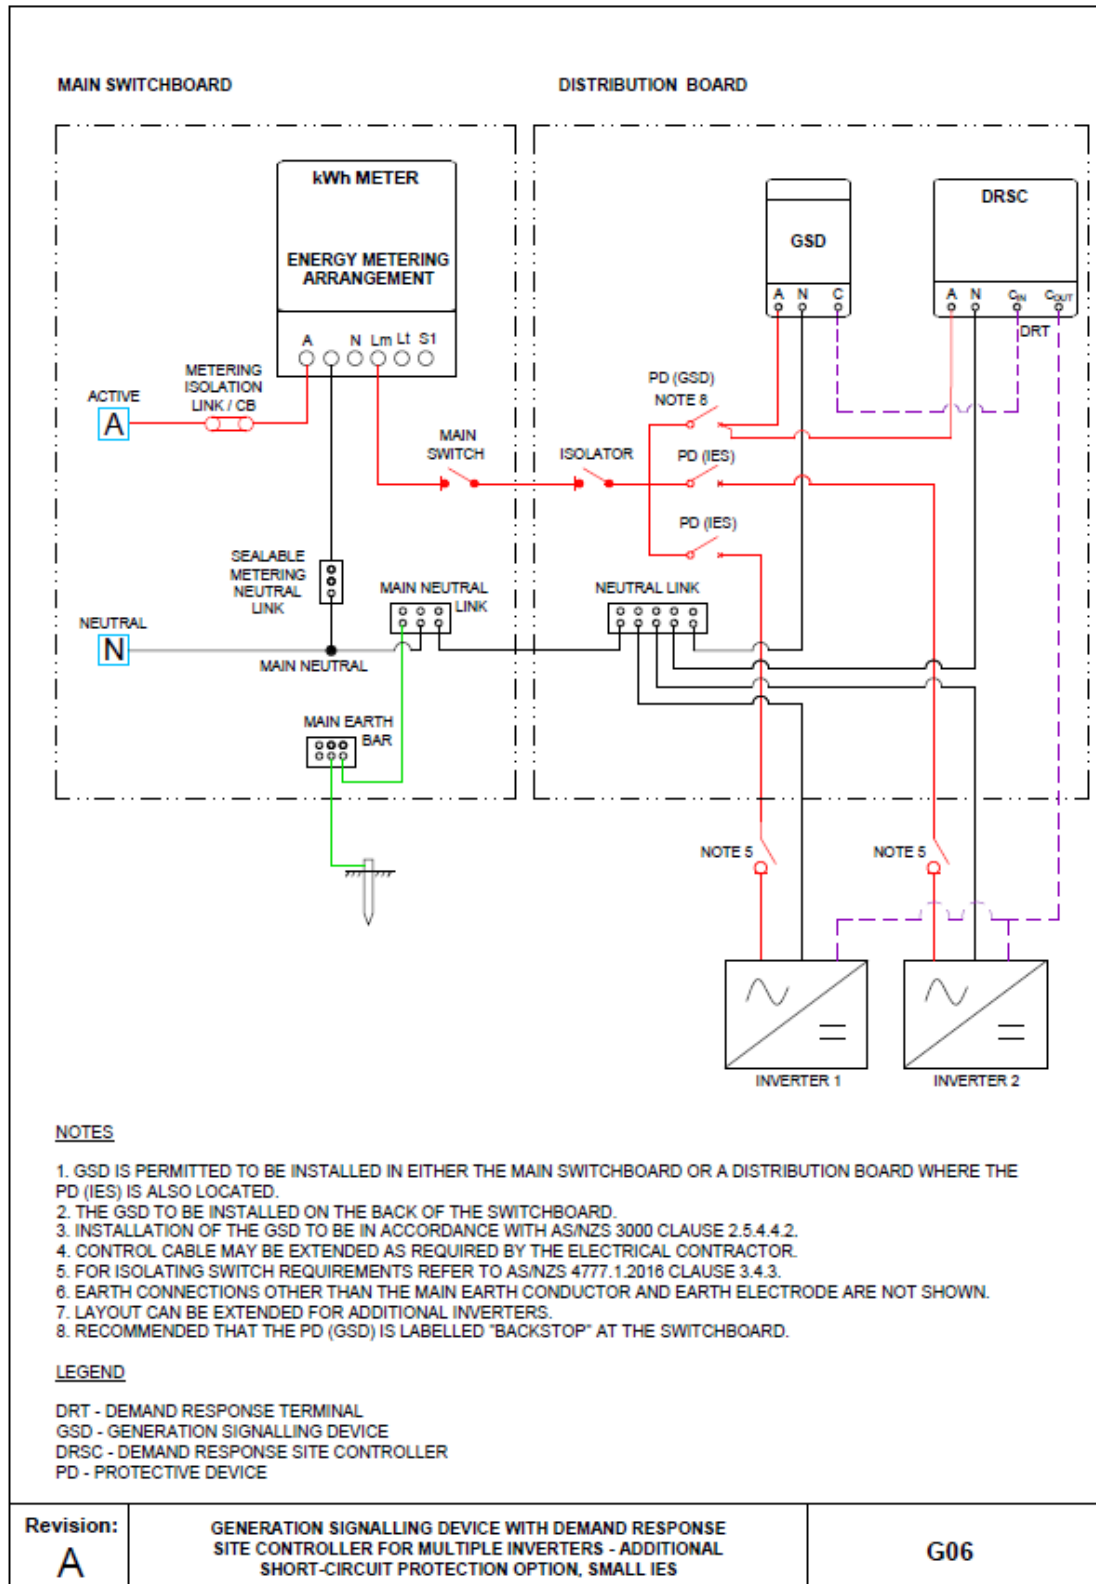 MAIN SWITCHBOARD
DISTRIBUTION BOARD
kWh METER
ENERGY METERING
ARRANGEMENT
A N Lm Lt S1
GSD
A N C
DRSC
A N CIN COUT
DRT
METERING
ISOLATION
LINK / CB
ACTIVE
A
PD (GSD)
NOTE 8
MAIN
SWITCH
ISOLATOR
PD (IES)
PD (IES)
SEALABLE
METERING
NEUTRAL
LINK
MAIN NEUTRAL
LINK
NEUTRAL LINK
NEUTRAL
N
MAIN NEUTRAL
MAIN EARTH
BAR
NOTE 5
NOTE 5
INVERTER 1
INVERTER 2
NOTES
1. GSD IS PERMITTED TO BE INSTALLED IN EITHER THE MAIN SWITCHBOARD OR A DISTRIBUTION BOARD WHERE THE
PD (IES) IS ALSO LOCATED.
2. THE GSD TO BE INSTALLED ON THE BACK OF THE SWITCHBOARD.
3. INSTALLATION OF THE GSD TO BE IN ACCORDANCE WITH AS/NZS 3000 CLAUSE 2.5.4.4.2.
4. CONTROL CABLE MAY BE EXTENDED AS REQUIRED BY THE ELECTRICAL CONTRACTOR.
5. FOR ISOLATING SWITCH REQUIREMENTS REFER TO AS/NZS 4777.1.2016 CLAUSE 3.4.3.
6. EARTH CONNECTIONS OTHER THAN THE MAIN EARTH CONDUCTOR AND EARTH ELECTRODE ARE NOT SHOWN.
7. LAYOUT CAN BE EXTENDED FOR ADDITIONAL INVERTERS.
8. RECOMMENDED THAT THE PD (GSD) IS LABELLED "BACKSTOP" AT THE SWITCHBOARD.
LEGEND
DRT - DEMAND RESPONSE TERMINAL
GSD - GENERATION SIGNALLING DEVICE
DRSC - DEMAND RESPONSE SITE CONTROLLER
PD - PROTECTIVE DEVICE
Revision:
A
GENERATION SIGNALLING DEVICE WITH DEMAND RESPONSE
SITE CONTROLLER FOR MULTIPLE INVERTERS - ADDITIONAL
SHORT-CIRCUIT PROTECTION OPTION, SMALL IES
G06